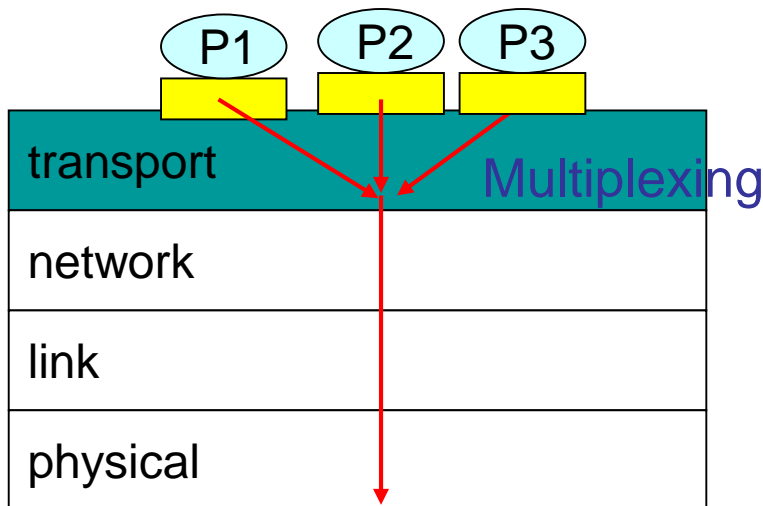 P1 P2 P3
transport Multiplexing
network
link
physical